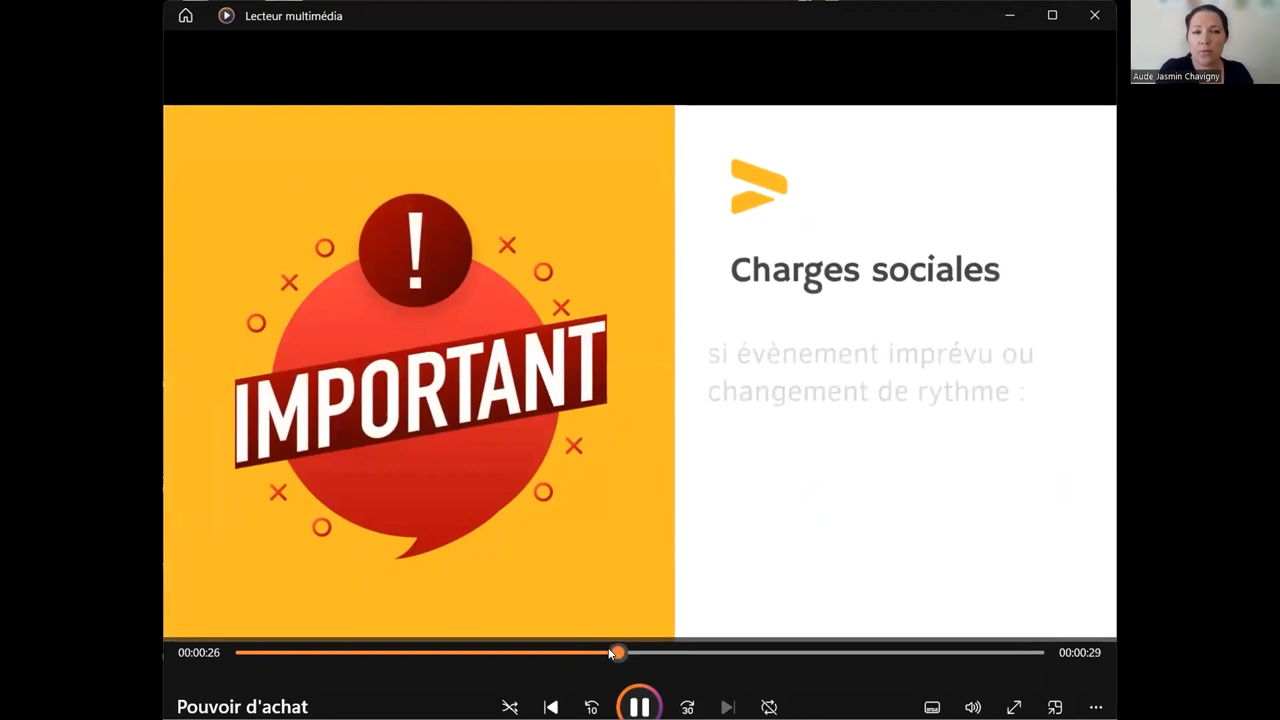 Lecteur multimédia
Aude Jasmin Chavigny
!
IMPORTANT
Charges sociales
si évènement imprévu ou
changement de rythme :
00:00:26
00:00:29
Pouvoir d'achat
10
30